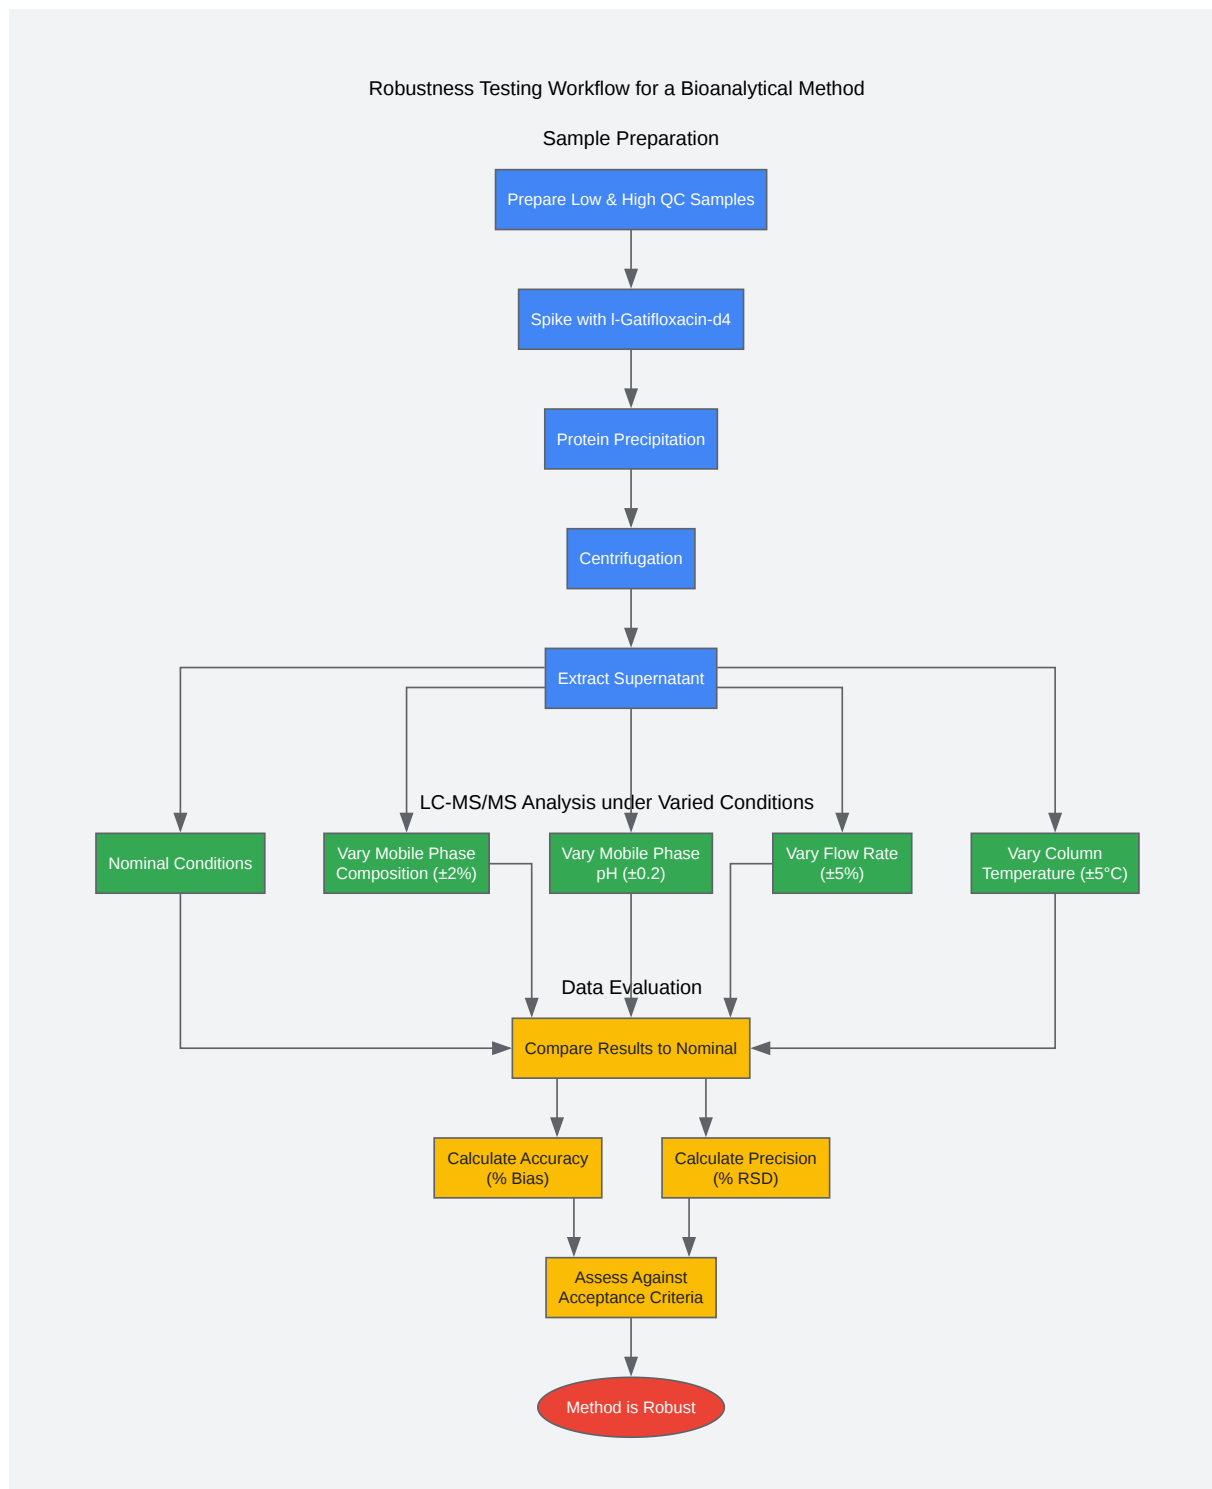 Robustness Testing Workflow for a Bioanalytical Method
Sample Preparation
Prepare Low & High QC Samples
Spike with l-Gatifloxacin-d4
Protein Precipitation
Centrifugation
Extract Supernatant
LC-MS/MS Analysis under Varied Conditions
Nominal Conditions
Vary Mobile Phase
Composition (±2%)
Vary Mobile Phase
pH (±0.2)
Vary Flow Rate
(±5%)
Vary Column
Temperature (±5°C)
Data Evaluation
Compare Results to Nominal
Calculate Accuracy
(% Bias)
Calculate Precision
(% RSD)
Assess Against
Acceptance Criteria
Method is Robust